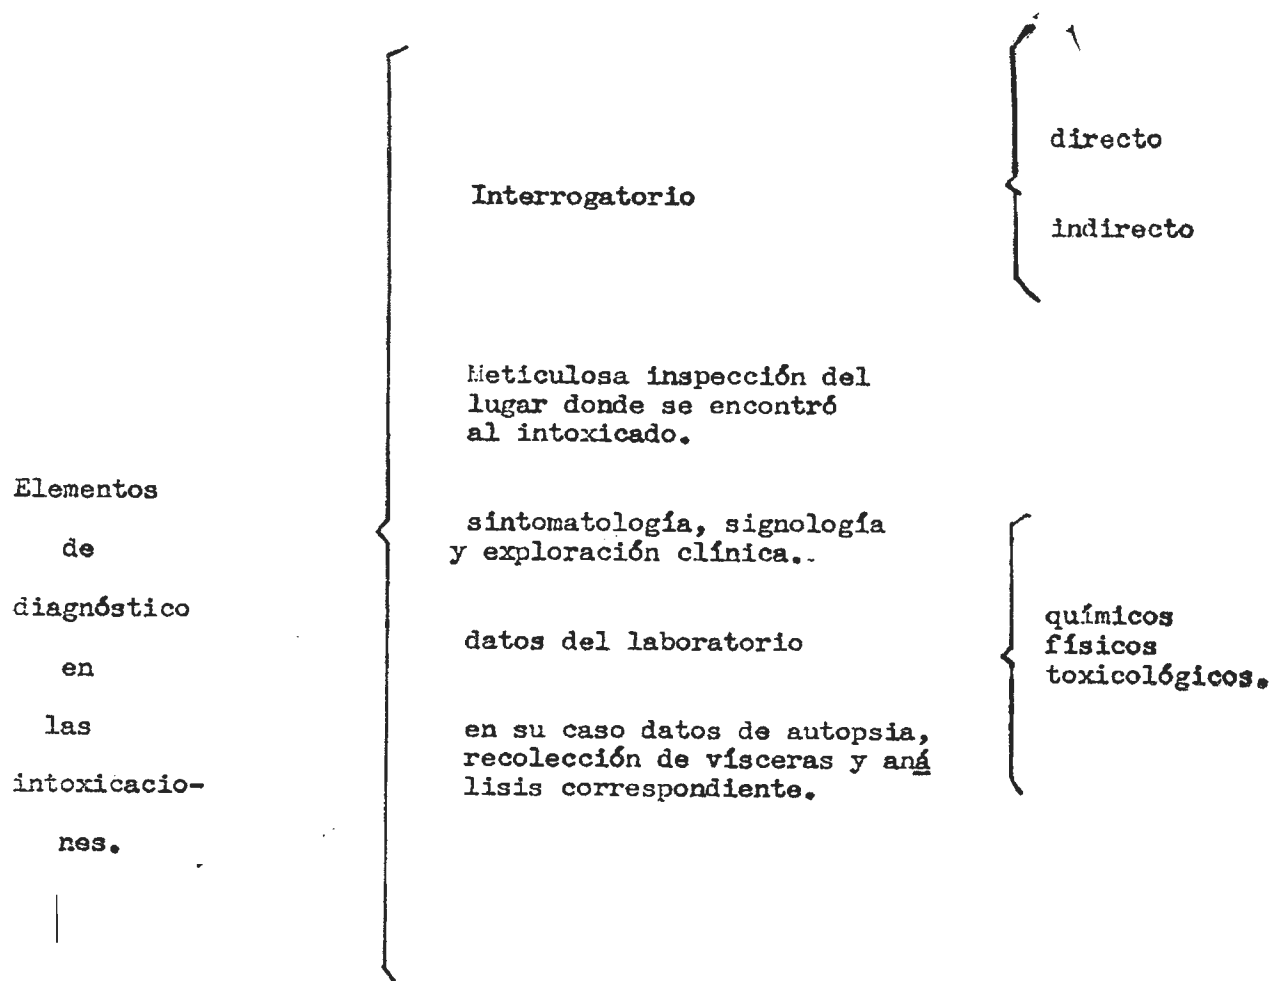 Elementos
de
diagnóstico
en
las
intoxicacio-
nes.
Interrogatorio
directo
indirecto
Meticulosa inspección del
lugar donde se encontró
al intoxicado.
síntomatología, signología
y exploración clínica.
datos del laboratorio
químicos
físicos
toxicológicos.
en su caso datos de autopsia,
recolección de vísceras y aná
lisis correspondiente.